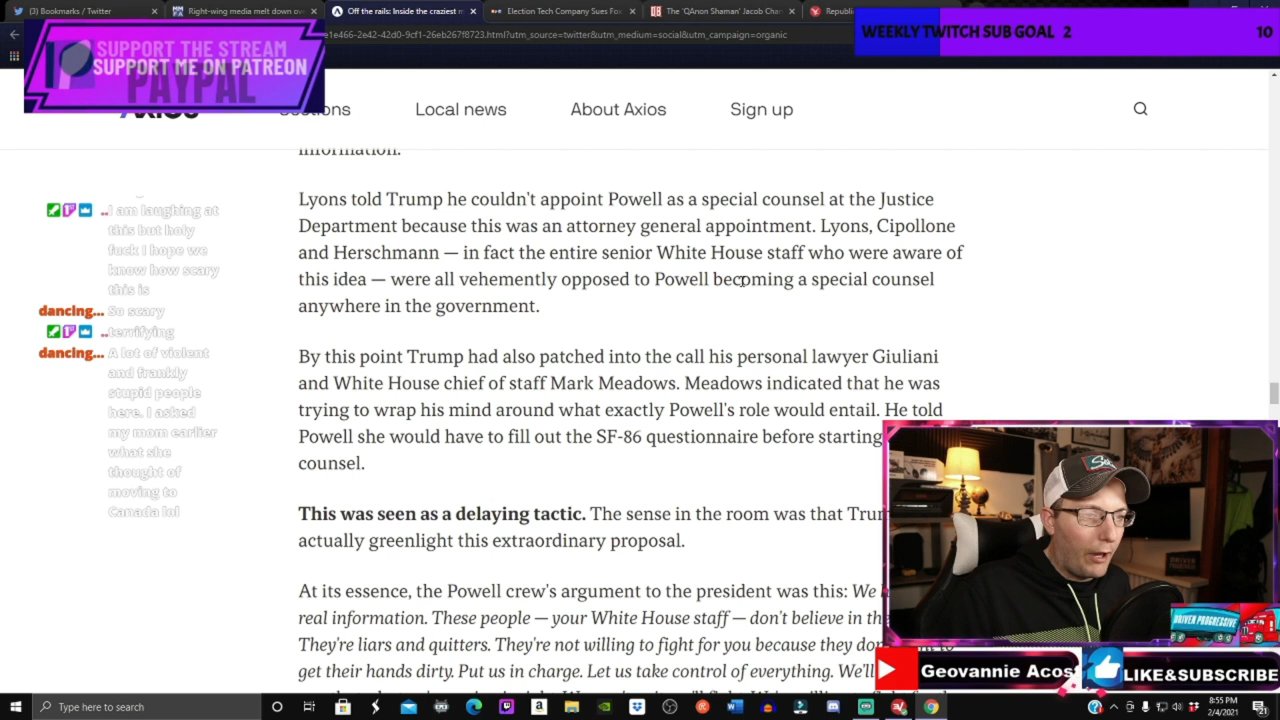 (3) Bookmarks / Twitter
Right-wing media melt down ov
Off the rails: Inside the craziest m
Election Tech Company Sues Fox
The 'QAnon Shaman' Jacob Chan
Republic
e1e466-2e42-42d0-9cf1-26eb267f8723.html?utm_source=twitter&utm_medium=social&utm_campaign=organic
WEEKLY TWITCH SUB GOAL 2
10
SUPPORT THE STREAM
SUPPORT ME ON PATREON
PAYPAL
Local news
About Axios
Sign up
information.
Lyons told Trump he couldn't appoint Powell as a special counsel at the Justice
Department because this was an attorney general appointment. Lyons, Cipollone
and Herschmann — in fact the entire senior White House staff who were aware of
this idea — were all vehemently opposed to Powell becoming a special counsel
anywhere in the government.
By this point Trump had also patched into the call his personal lawyer Giuliani
and White House chief of staff Mark Meadows. Meadows indicated that he was
trying to wrap his mind around what exactly Powell's role would entail. He told
Powell she would have to fill out the SF-86 questionnaire before starting
counsel.
This was seen as a delaying tactic. The sense in the room was that Trum
actually greenlight this extraordinary proposal.
At its essence, the Powell crew's argument to the president was this: We
real information. These people — your White House staff — don't believe in the
They're liars and quitters. They're not willing to fight for you because they don
get their hands dirty. Put us in charge. Let us take control of everything. We'll
I am laughing at
this but holy
fuck I hope we
know how scary
this is
dancing... So scary
..terrifying
dancing... A lot of violent
and frankly
stupid people
here. I asked
my mom earlier
what she
thought of
moving to
Canada lol
DRIVEN PROGRESSIVE
Geovannie Acos
LIKE&SUBSCRIBE
Type here to search
8:55 PM
2/4/2021
21